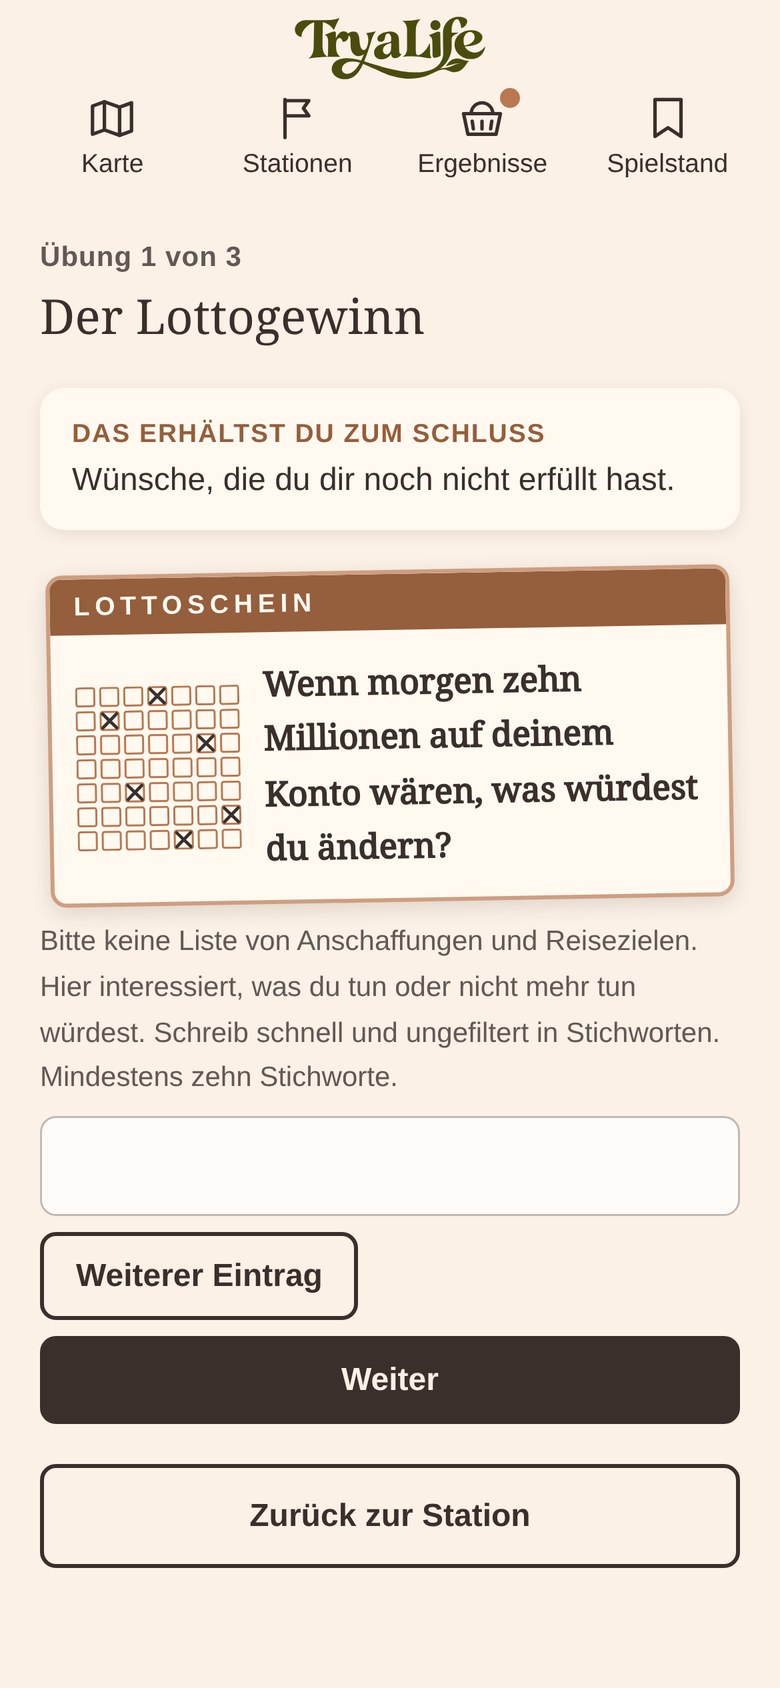 TryaLife
Karte
Stationen
Ergebnisse
Spielstand
Übung 1 von 3
Der Lottogewinn
DAS ERHÄLTST DU ZUM SCHLUSS
Wünsche, die du dir noch nicht erfüllt hast.
LOTTOSCHEIN
Wenn morgen zehn
Millionen auf deinem
Konto wären, was würdest
du ändern?
Bitte keine Liste von Anschaffungen und Reisezielen.
Hier interessiert, was du tun oder nicht mehr tun
würdest. Schreib schnell und ungefiltert in Stichworten.
Mindestens zehn Stichworte.
Weiterer Eintrag
Weiter
Zurück zur Station